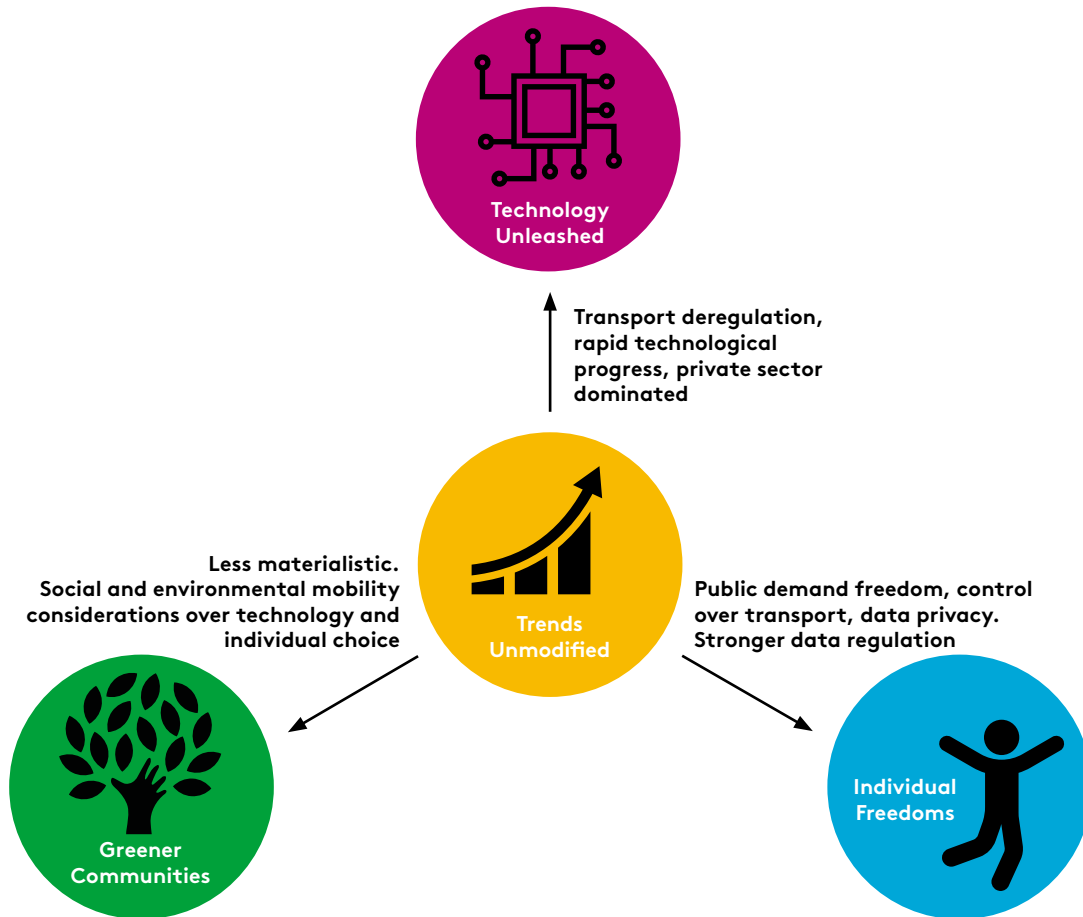 Technology
Unleashed
Transport deregulation,
rapid technological
progress, private sector
dominated
Less materialistic.
Social and environmental mobility
considerations over technology and
individual choice
Trends
Unmodified
Public demand freedom, control
over transport, data privacy.
Stronger data regulation
Greener
Communities
Individual
Freedoms